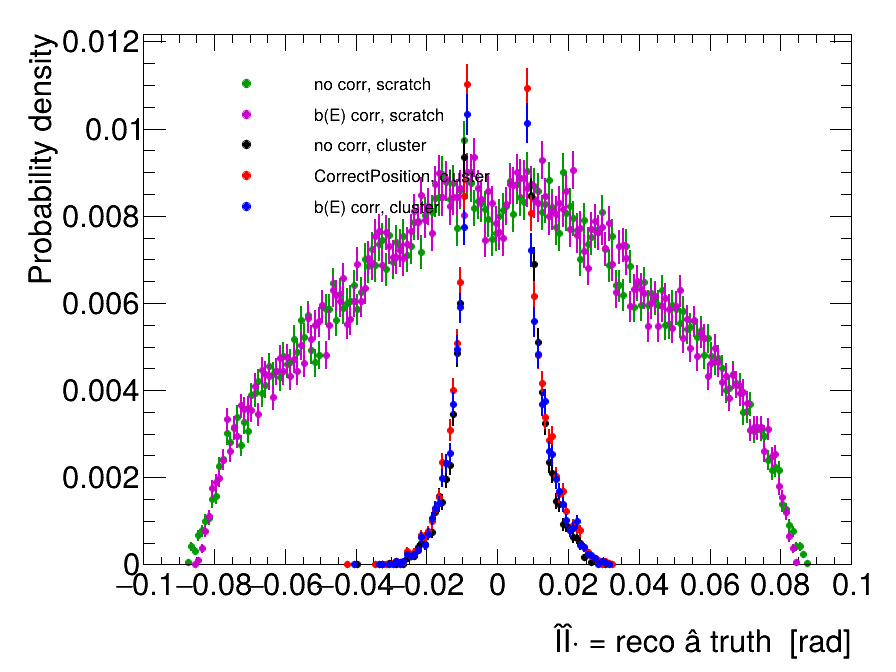 Probability density
0.012
0.01
0.008
0.006
0.004
0.002
0
no corr, scratch
b(E) corr, scratch
no corr, cluster
CorrectPosition, cluster
b(E) corr, cluster
−0.1 −0.08 −0.06 −0.04 −0.02 0 0.02 0.04 0.06 0.08 0.1
ÎÎ· = reco â truth [rad]